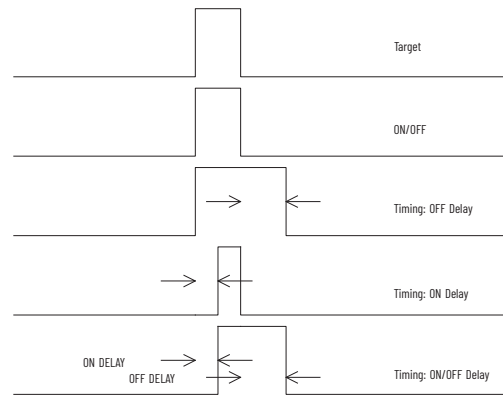 Target
ON/OFF
Timing: OFF Delay
Timing: ON Delay
ON DELAY
OFF DELAY
Timing: ON/OFF Delay